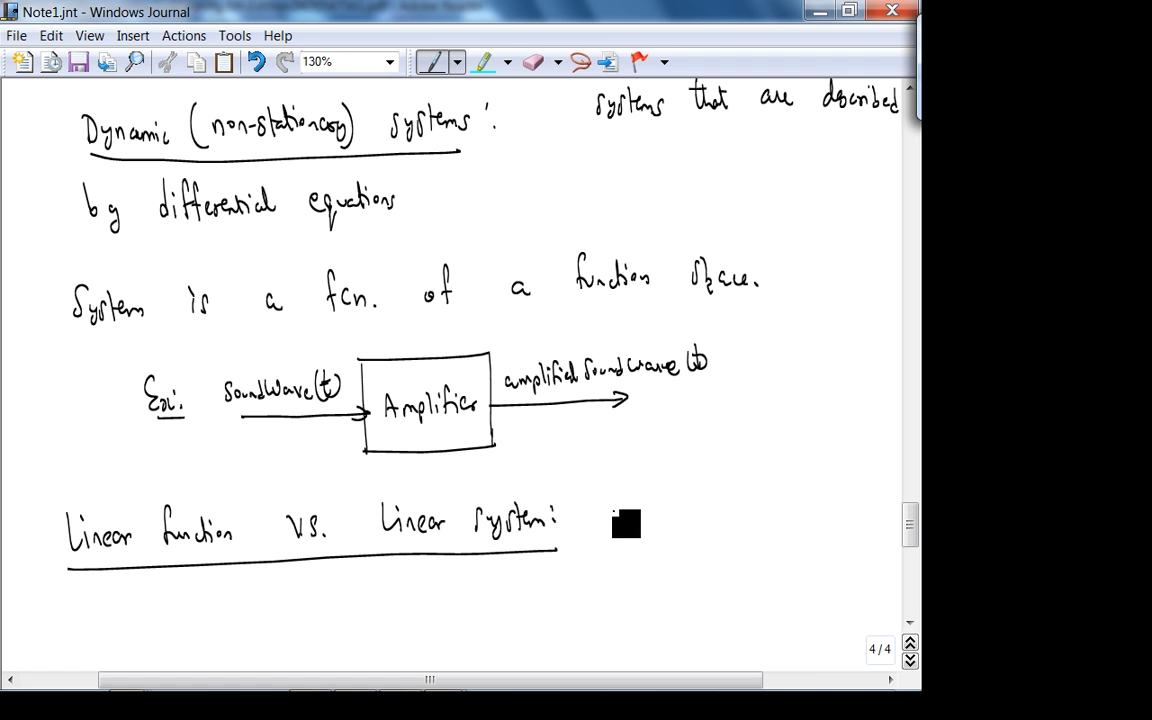 Note1.jnt - Windows Journal
File Edit View Insert Actions Tools Help
130%
Dynamic (non-stationary) systems : systems that are described
by differential equations
System is a fcn. of a function space.
Ex: SoundWave(t) Amplifier amplifiedSoundWave(t)
Linear function vs. Linear system:
4 / 4